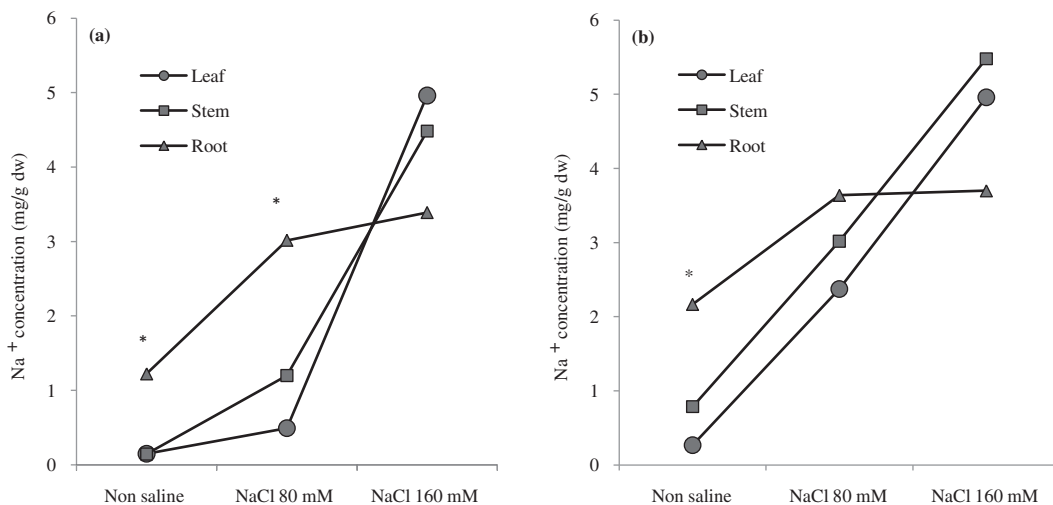 (a)
Na + concentration (mg/g dw)
6
5
4
3
2
1
0
Leaf
Stem
Root
*
*
Non saline
NaCl 80 mM
NaCl 160 mM
(b)
Na + concentration (mg/g dw)
6
5
4
3
2
1
0
Leaf
Stem
Root
*
Non saline
NaCl 80 mM
NaCl 160 mM